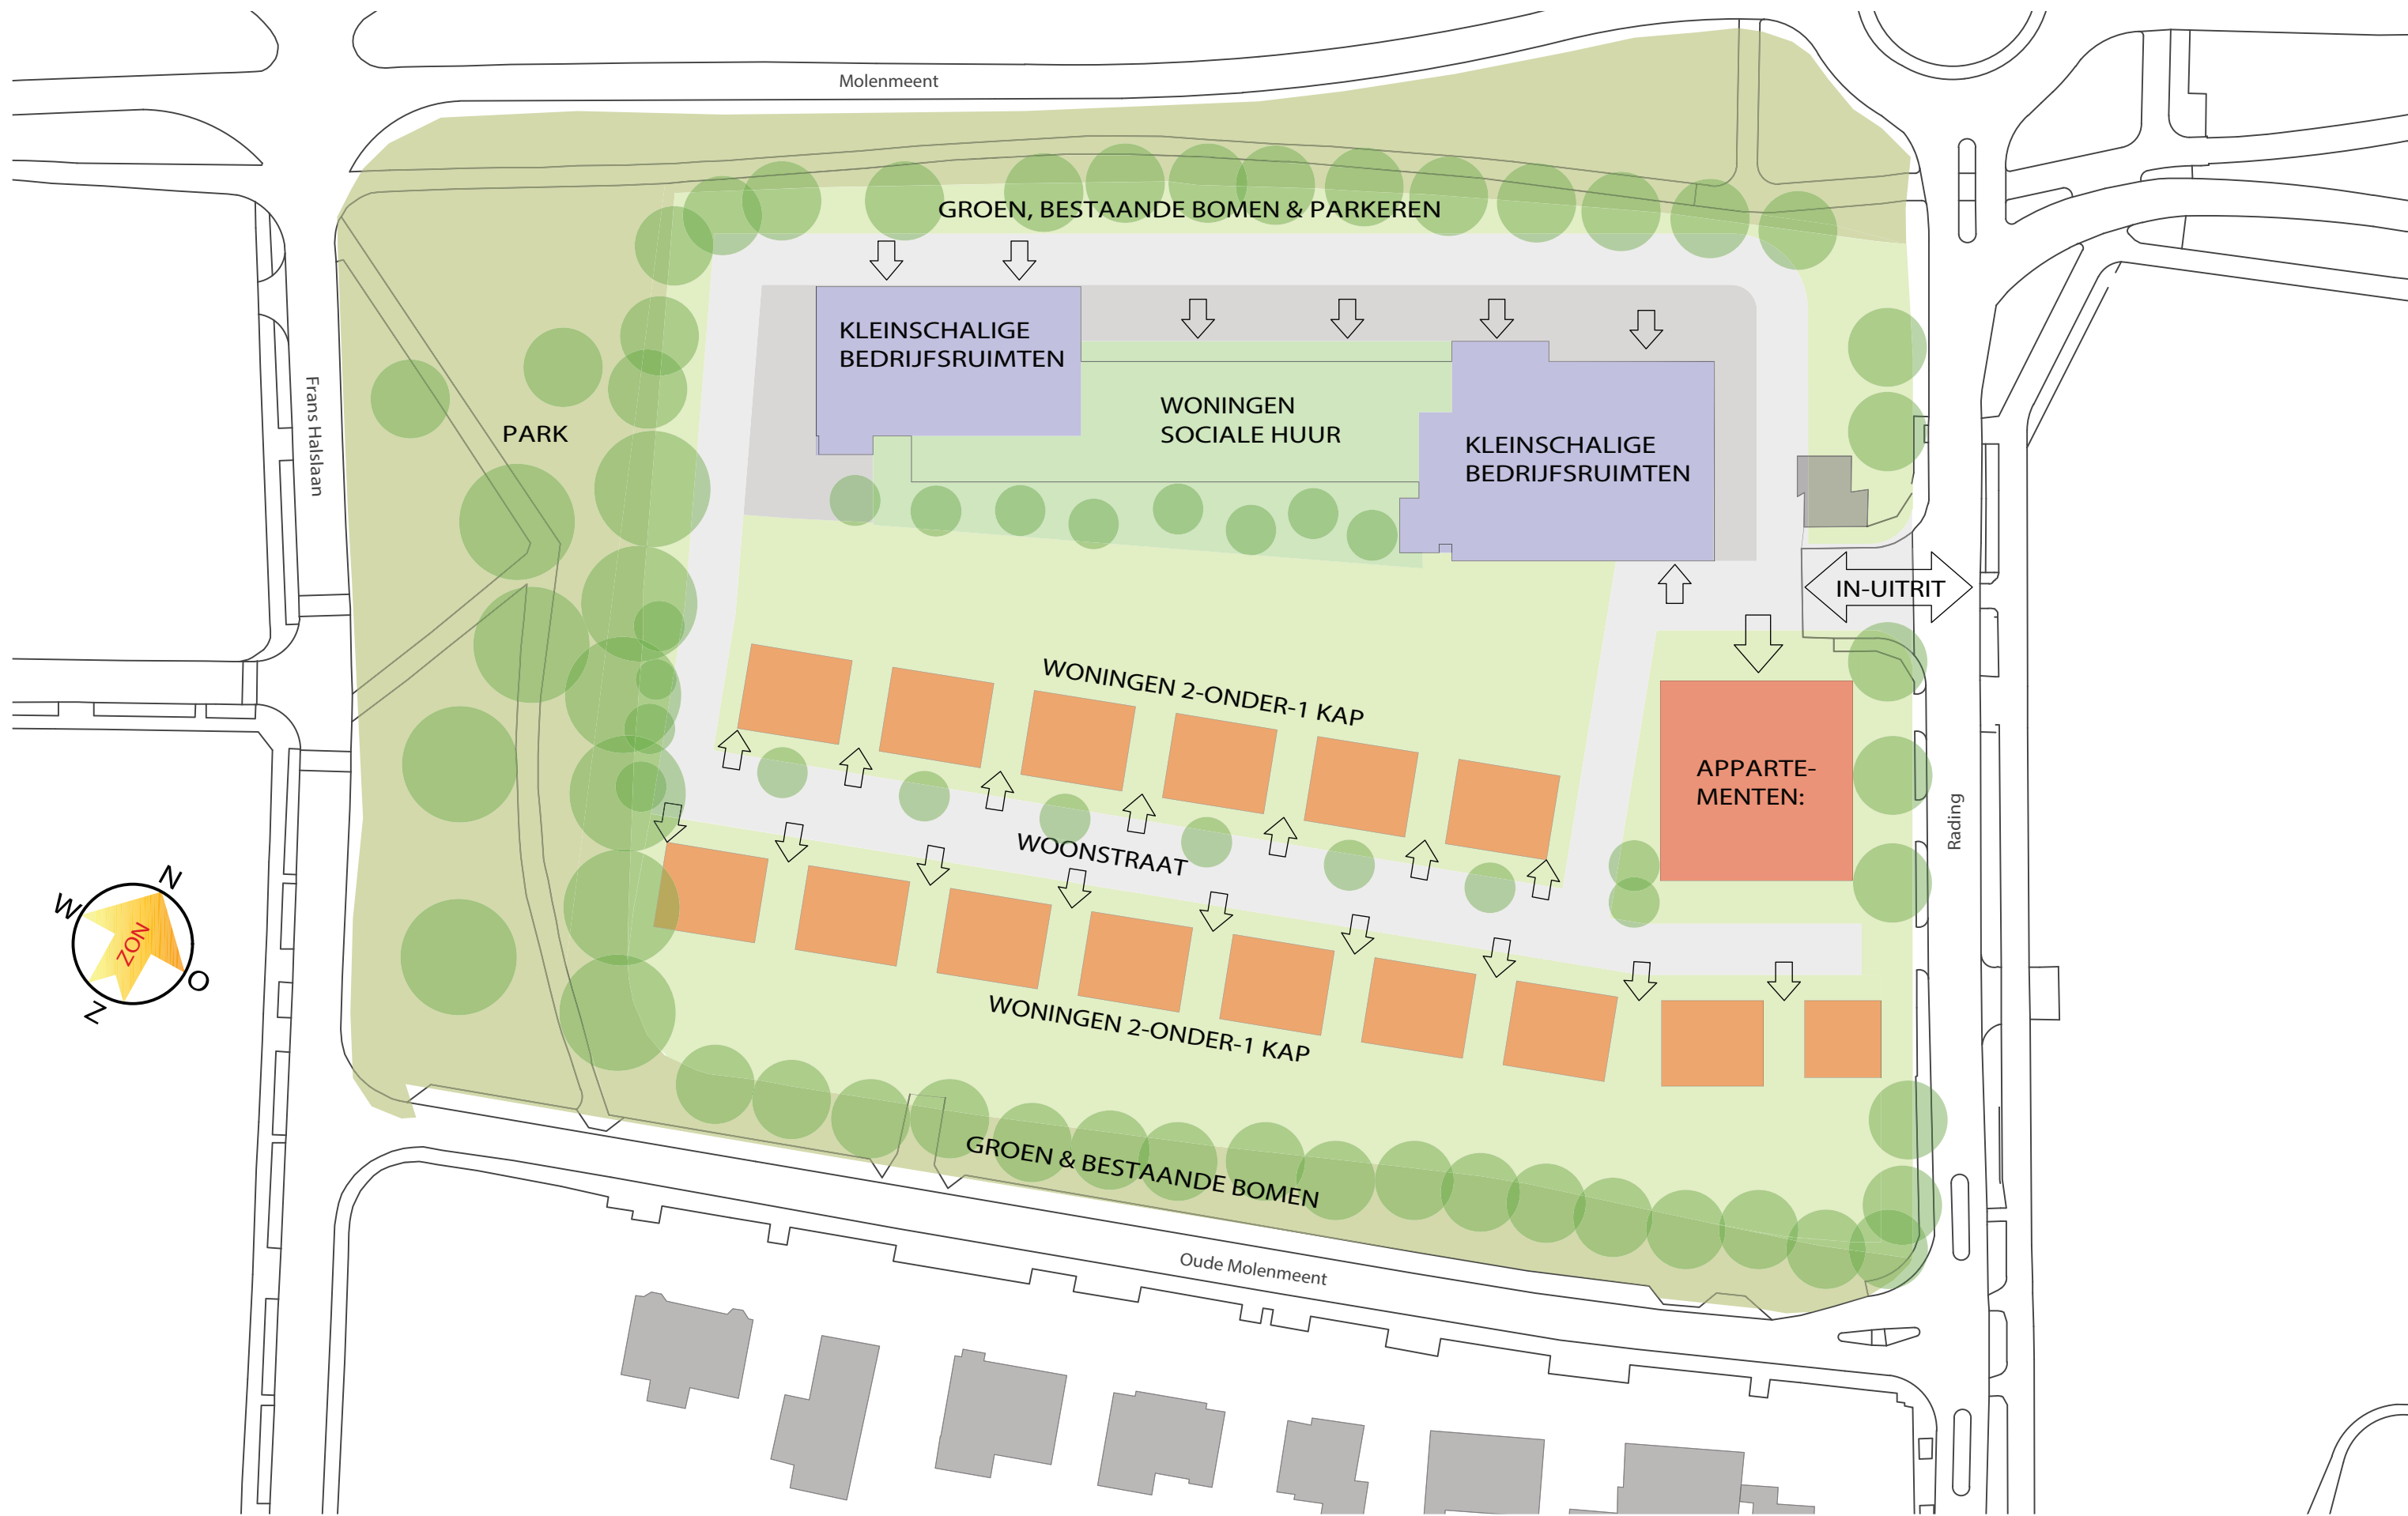 Molenmeent
GROEN, BESTAANDE BOMEN & PARKEREN
KLEINSCHALIGE
BEDRIJFSRUIMTEN
Frans Halslaan
PARK
WONINGEN
SOCIALE HUUR
KLEINSCHALIGE
BEDRIJFSRUIMTEN
IN-UITRIT
WONINGEN 2-ONDER-1 KAP
APPARTE-
MENTEN:
Rading
WOONSTRAAT
N
W
ZON
O
Z
WONINGEN 2-ONDER-1 KAP
GROEN & BESTAANDE BOMEN
Oude Molenmeent